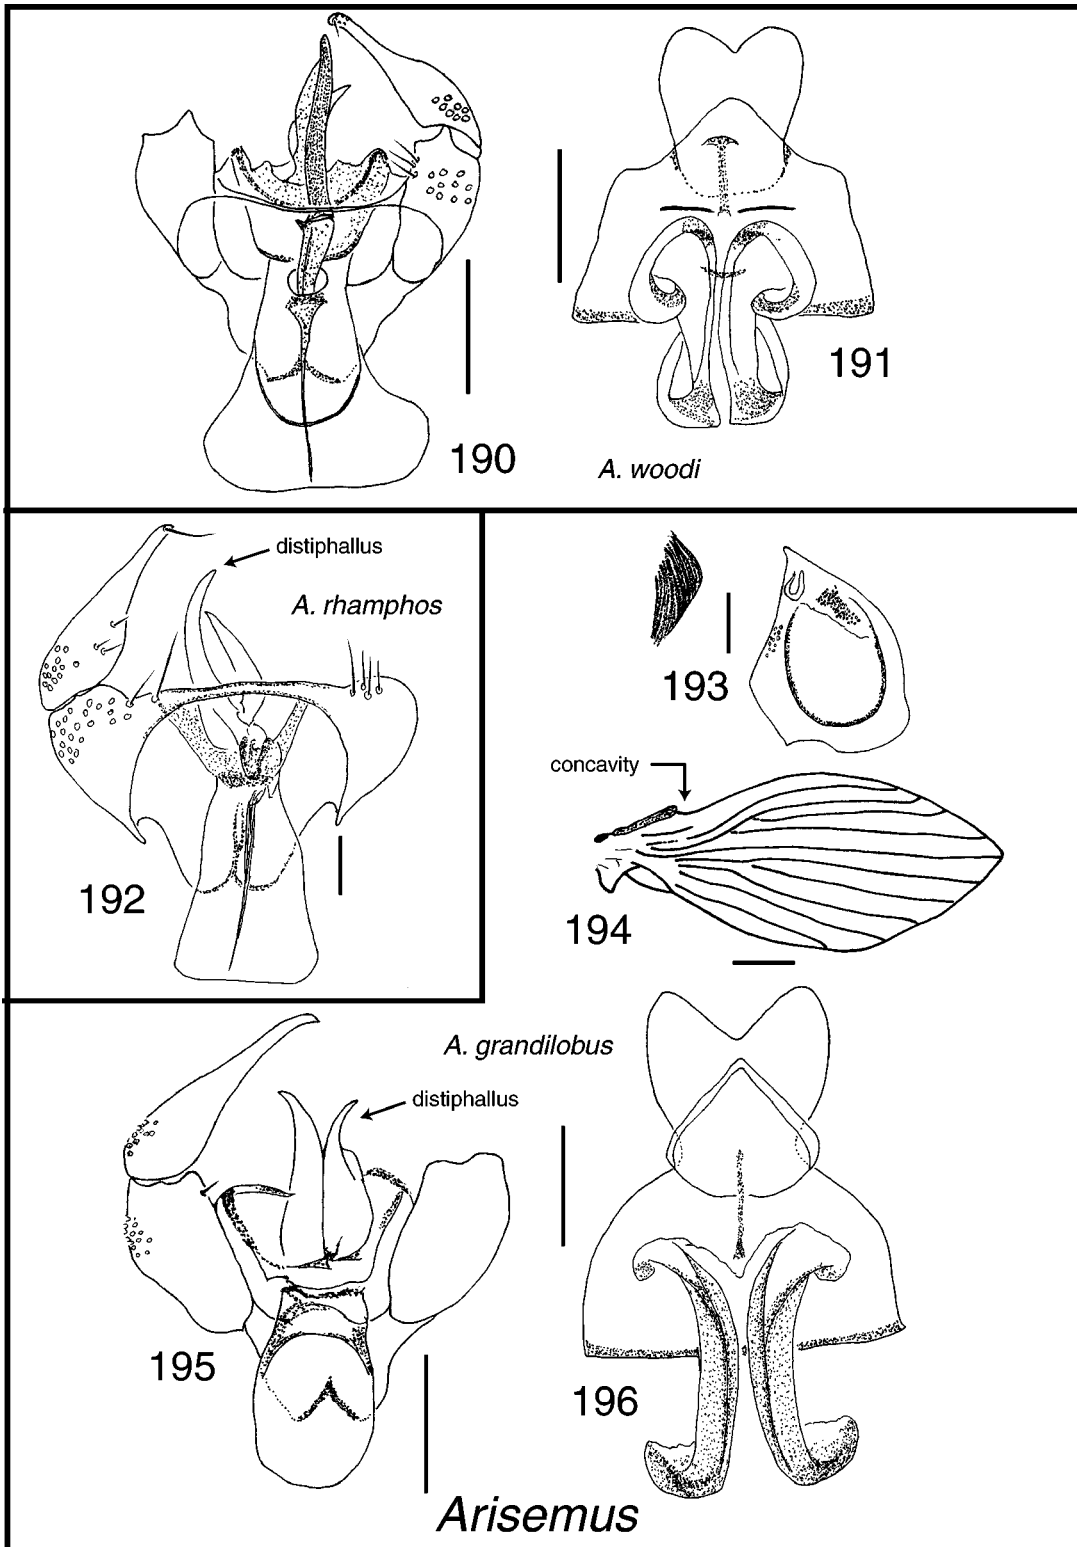 190
191
A. woodi
distiphallus
A. rhamphos
192
193
concavity
194
A. grandilobus
distiphallus
195
196
Arisemus